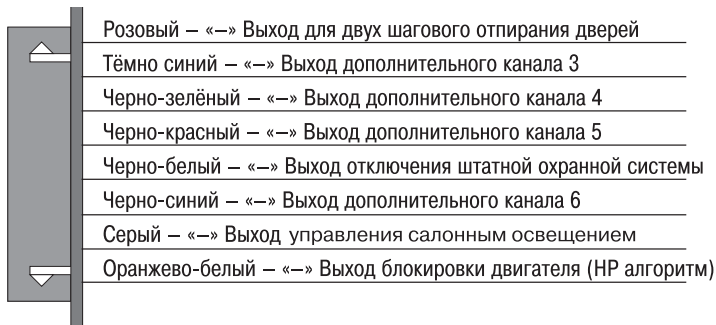 Розовый – «–» Выход для двух шагового отпирания дверей
Тёмно синий – «–» Выход дополнительного канала 3
Черно-зелёный – «–» Выход дополнительного канала 4
Черно-красный – «–» Выход дополнительного канала 5
Черно-белый – «–» Выход отключения штатной охранной системы
Черно-синий – «–» Выход дополнительного канала 6
Серый – «–» Выход управления салонным освещением
Оранжево-белый – «–» Выход блокировки двигателя (НР алгоритм)